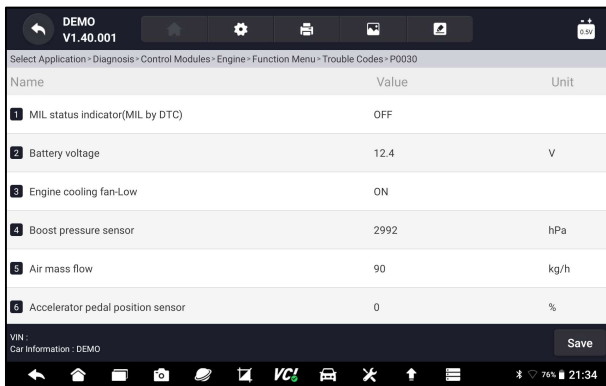 DEMO
V1.40.001
0.5V
Select Application>Diagnosis>Control Modules>Engine>Function Menu>Trouble Codes>P0030
Name Value Unit
1 MIL status indicator(MIL by DTC) OFF
2 Battery voltage 12.4 V
3 Engine cooling fan-Low ON
4 Boost pressure sensor 2992 hPa
5 Air mass flow 90 kg/h
6 Accelerator pedal position sensor 0 %
VIN :
Car Information : DEMO
Save
VC! 76% 21:34